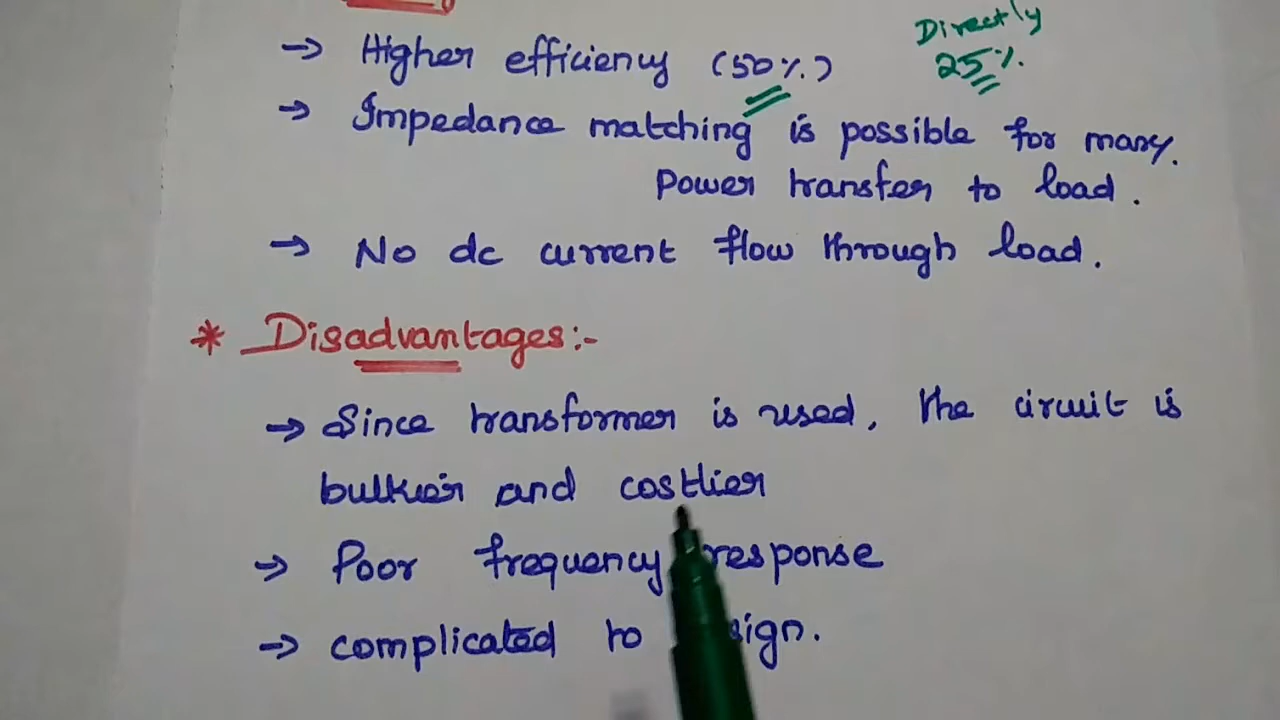 Directly
→ Higher efficiency (50%) 25%.
→ Impedance matching is possible for many.
Power transfer to load.
→ No dc current flow through load.
* Disadvantages:-
→ Since transformer is used, the circuit is
bulkier and costlier
→ Poor frequency response
→ complicated to